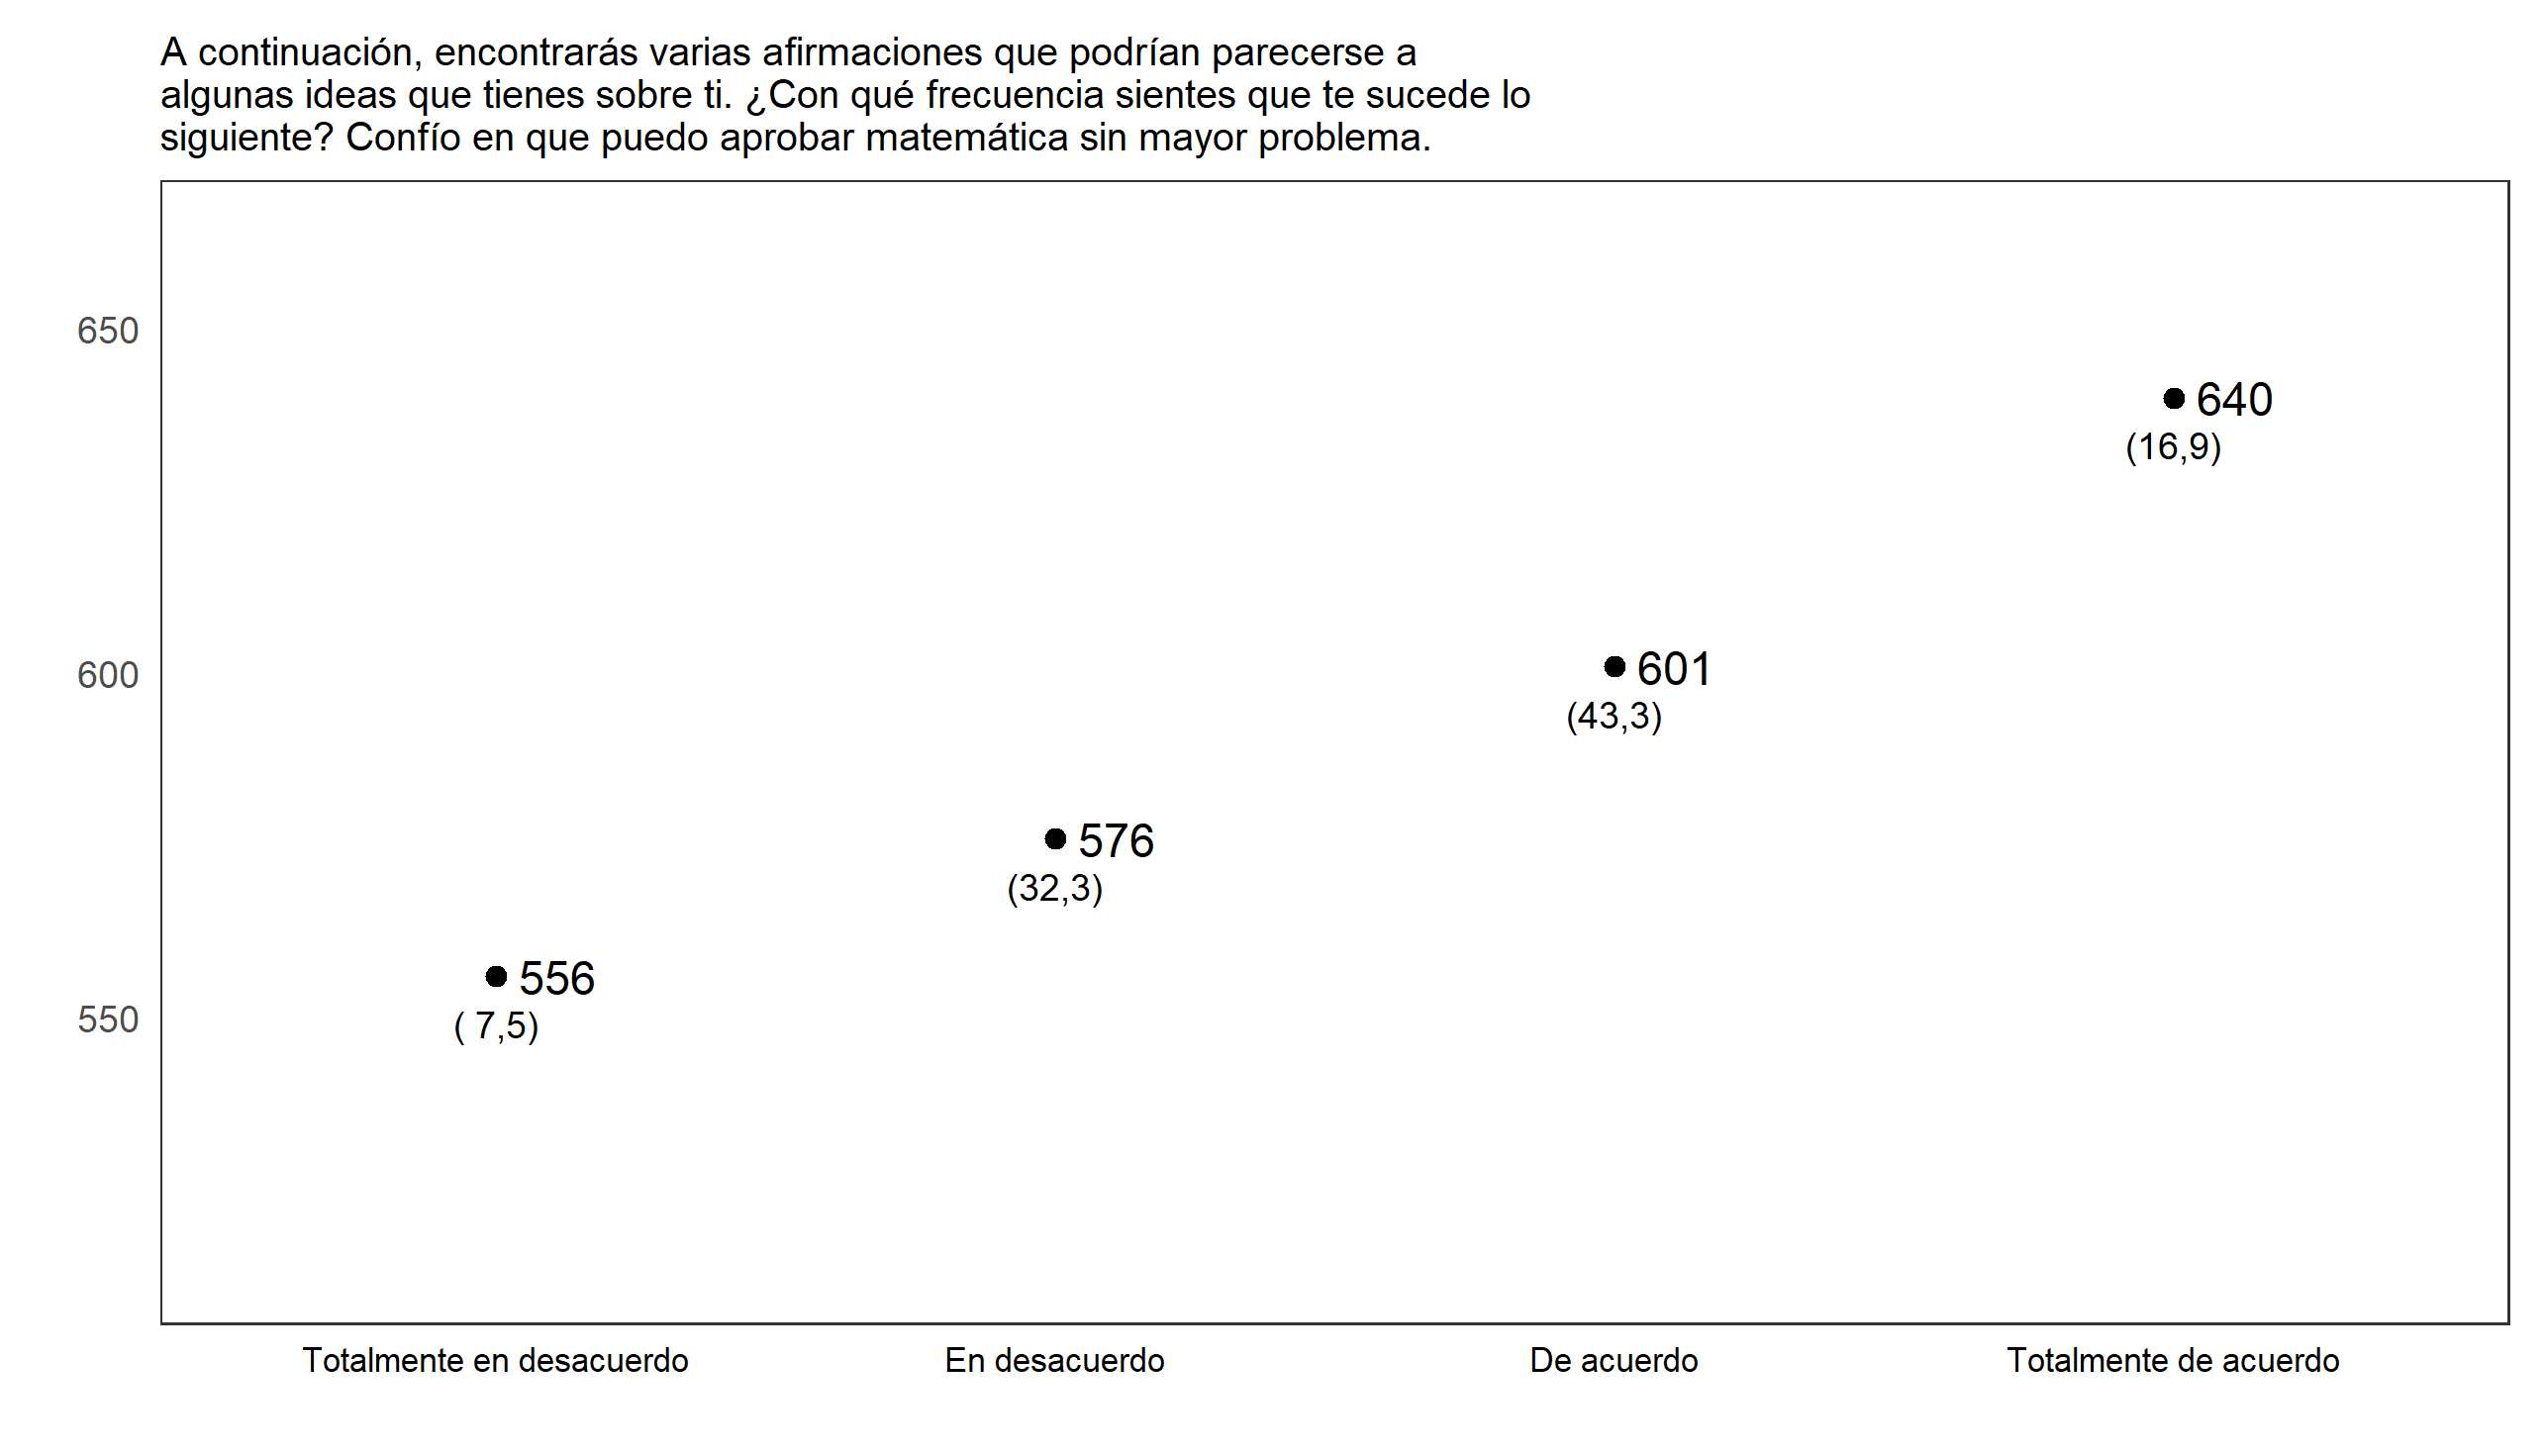 A continuación, encontrarás varias afirmaciones que podrían parecerse a
algunas ideas que tienes sobre ti. ¿Con qué frecuencia sientes que te sucede lo
siguiente? Confío en que puedo aprobar matemática sin mayor problema.
650
640
(16,9)
600
601
(43,3)
576
(32,3)
556
550
( 7,5)
Totalmente en desacuerdo
En desacuerdo
De acuerdo
Totalmente de acuerdo